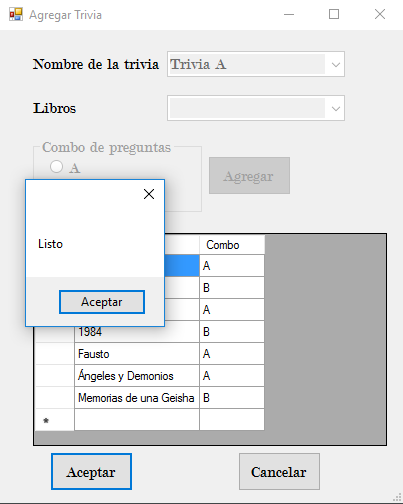 Agregar Trivia
Nombre de la trivia Trivia A
Libros
Combo de preguntas
A
Agregar
Listo
Aceptar
Combo
A
B
A
1984 B
Fausto A
Ángeles y Demonios A
Memorias de una Geisha B
*
Aceptar Cancelar